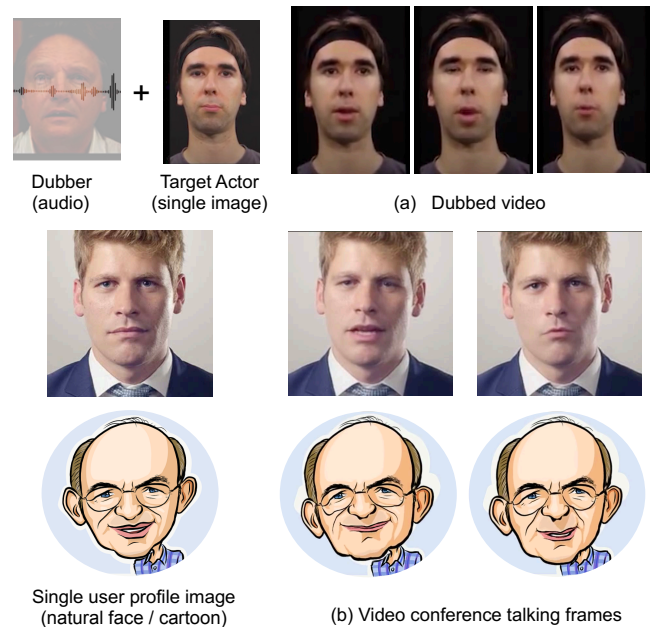 +
Dubber
(audio)
Target Actor
(single image)
(a) Dubbed video
Single user profile image
(natural face / cartoon)
(b) Video conference talking frames